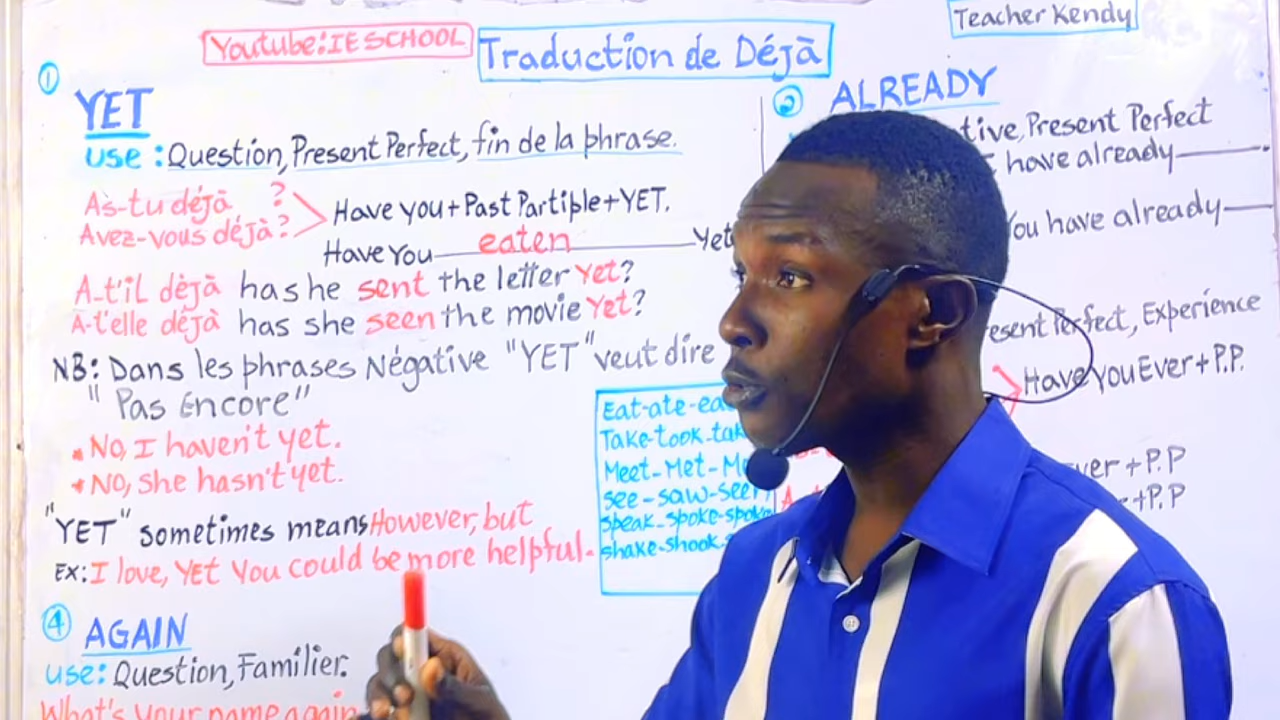 Youtube: IE SCHOOL
Traduction de Déjà
Teacher Kendy
① YET
use: Question, Present Perfect, fin de la phrase.
As-tu déjà ?
Avez-vous déjà?
Have you + Past Partiple + YET.
Have You eaten Yet
A-t'il déjà has he sent the letter Yet?
A-t'elle déjà has she seen the movie Yet?
NB: Dans les phrases Négative "YET" veut dire
"Pas Encore"
• No, I haven't yet.
• No, she hasn't yet.
"YET" sometimes means However, but
EX: I love, YET You could be more helpful.
④ AGAIN
use: Question, Familier.
What's your name again
Eat-ate-ea
Take-took-tak
Meet-Met-M
see-saw-seen
speak-spoke-spoke
shake-shook-
② ALREADY
tive, Present Perfect
have already
You have already
esent Perfect, Experience
Have You Ever + P.P.
ver + P.P
+ P.P